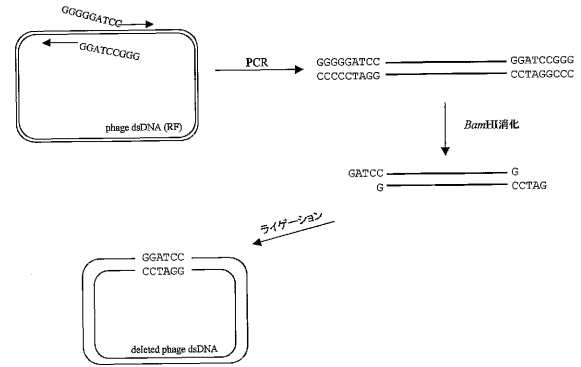 GGGGGATCC
GGATCCGGG
phage dsDNA (RF)
PCR
GGGGGATCC GGATCCGGG
CCCCCTAGG CCTAGGCCC
BamHI消化
GATCC G
G CCTAG
ライゲーション
GGATCC
CCTAGG
deleted phage dsDNA